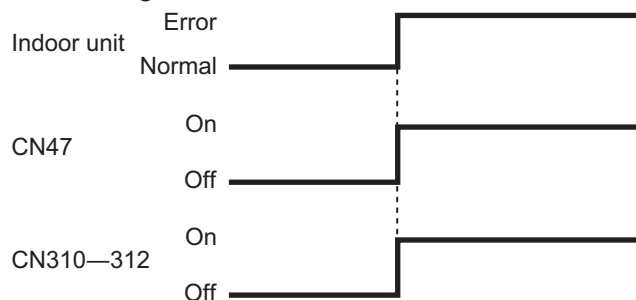 Error
Indoor unit
Normal
On
CN47
Off
On
CN310—312
Off